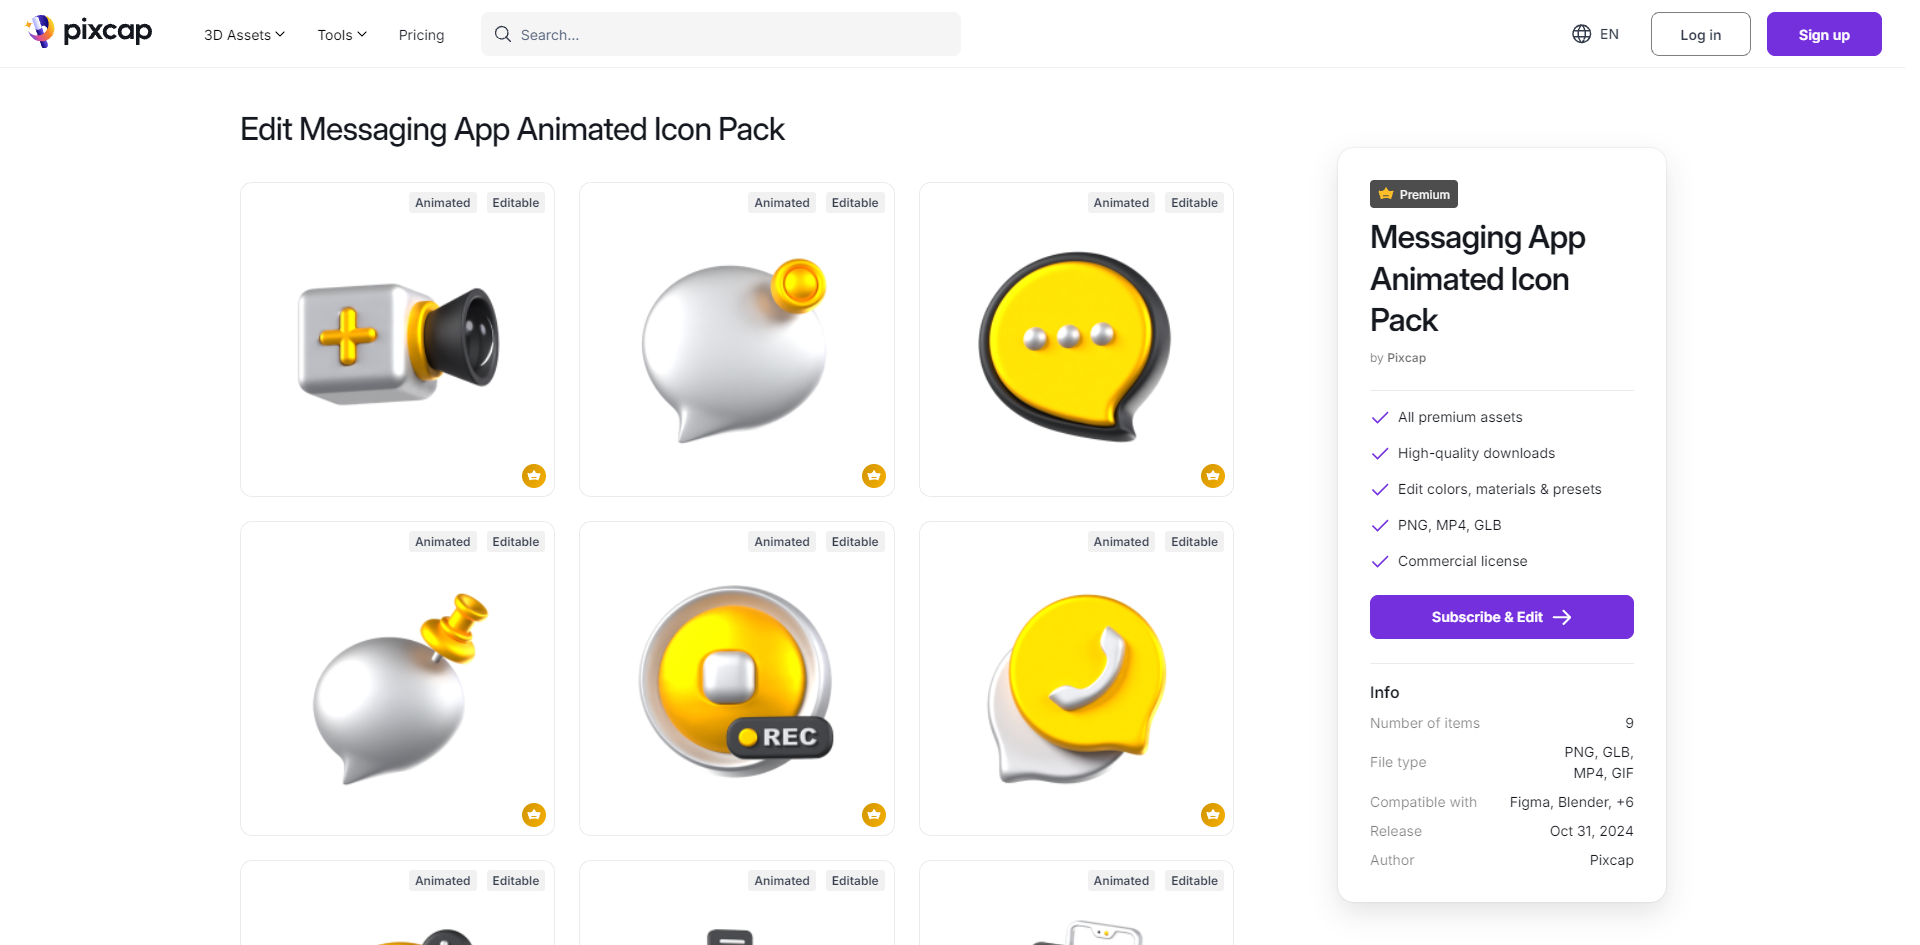 pixcap
3D Assets
Tools
Pricing
Search...
EN
Log in
Sign up
Edit Messaging App Animated Icon Pack
Animated Editable
Animated Editable
Animated Editable
Animated Editable
Animated Editable
REC
Animated Editable
Animated Editable
Animated Editable
Animated Editable
Premium
Messaging App
Animated Icon
Pack
by Pixcap
All premium assets
High-quality downloads
Edit colors, materials & presets
PNG, MP4, GLB
Commercial license
Subscribe & Edit
Info
Number of items 9
File type PNG, GLB,
MP4, GIF
Compatible with Figma, Blender, +6
Release Oct 31, 2024
Author Pixcap